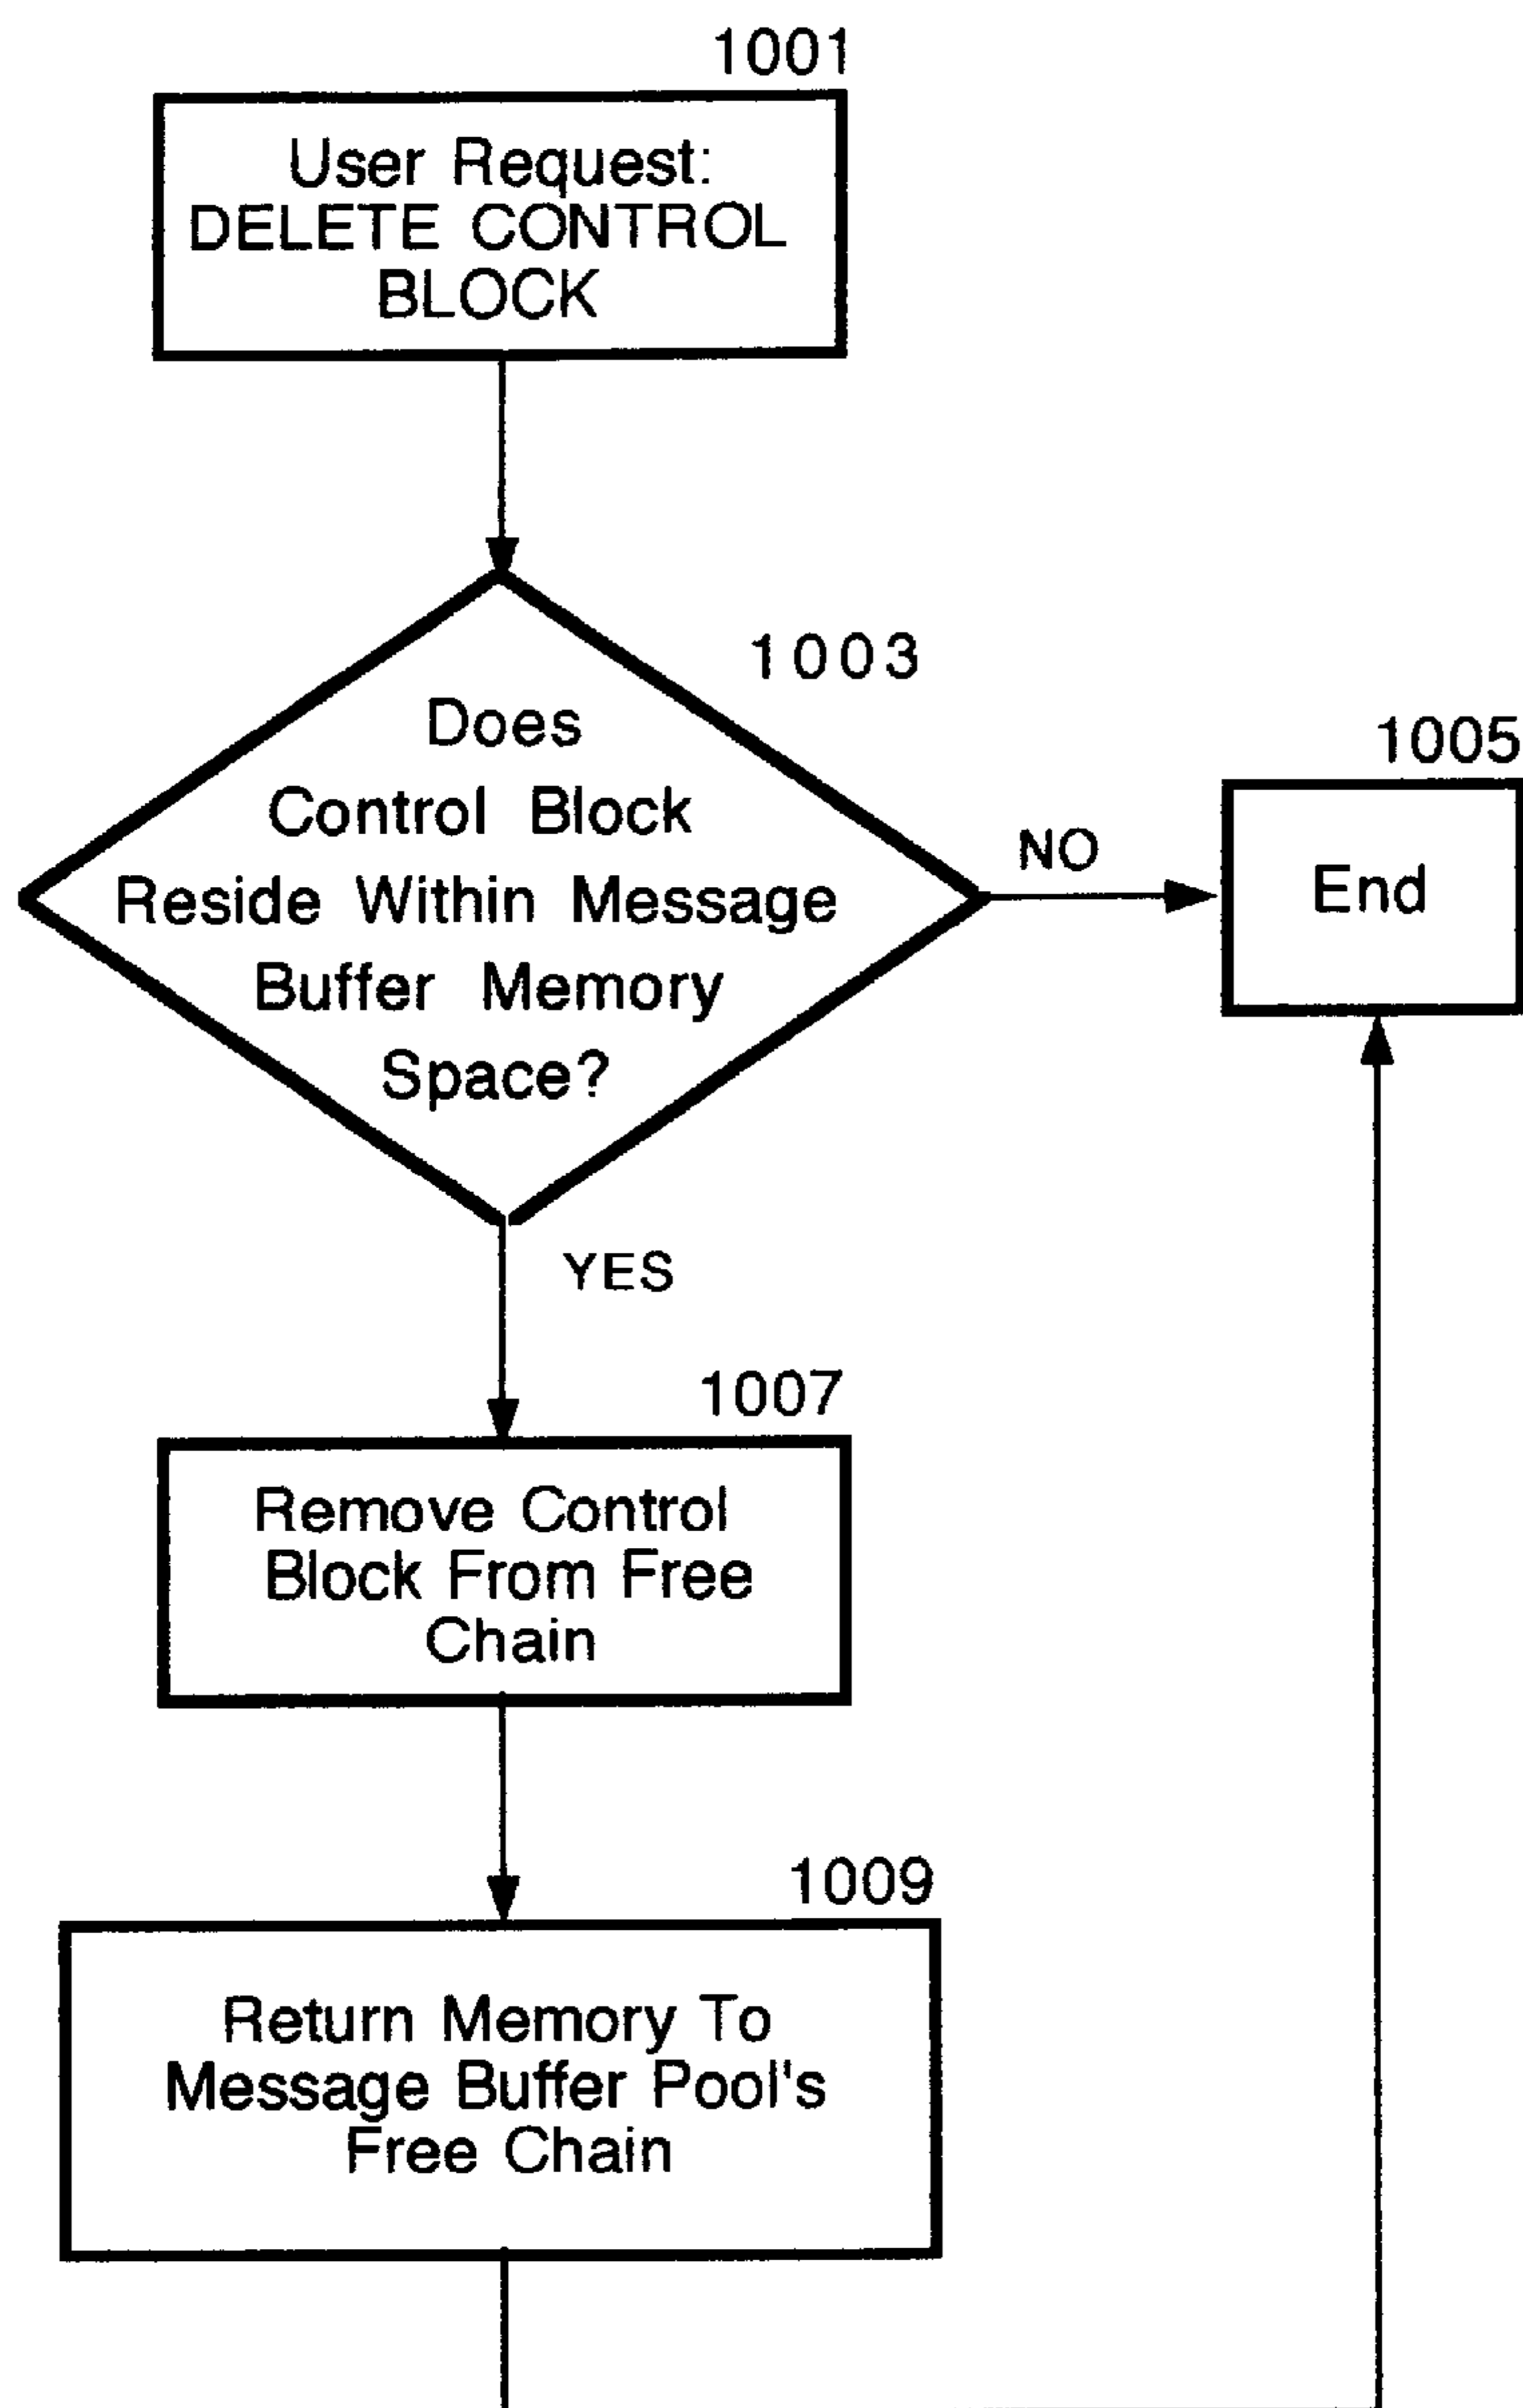 1001
User Request:
DELETE CONTROL
BLOCK
1003
Does
Control Block
Reside Within Message
Buffer Memory
Space?
NO
1005
End
YES
1007
Remove Control
Block From Free
Chain
1009
Return Memory To
Message Buffer Pool's
Free Chain